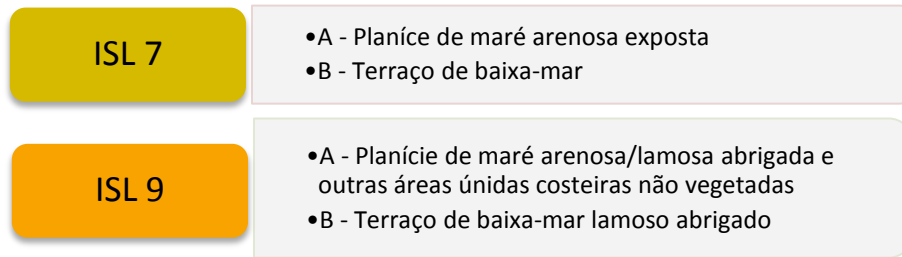 ISL 7
•A - Planíce de maré arenosa exposta
•B - Terraço de baixa-mar
ISL 9
•A - Planície de maré arenosa/lamosa abrigada e
outras áreas únidas costeiras não vegetadas
•B - Terraço de baixa-mar lamoso abrigado